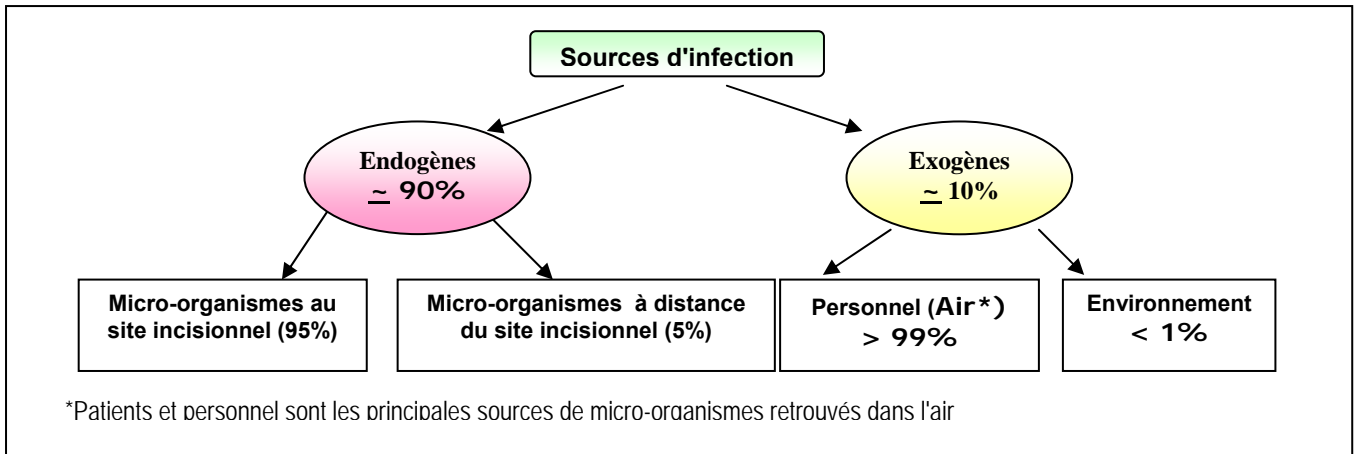 Sources d'infection
Endogènes
~ 90%
Exogènes
~ 10%
Micro-organismes au
site incisionnel (95%)
Micro-organismes à distance
du site incisionnel (5%)
Personnel (Air*)
> 99%
Environnement
< 1%
*Patients et personnel sont les principales sources de micro-organismes retrouvés dans l'air